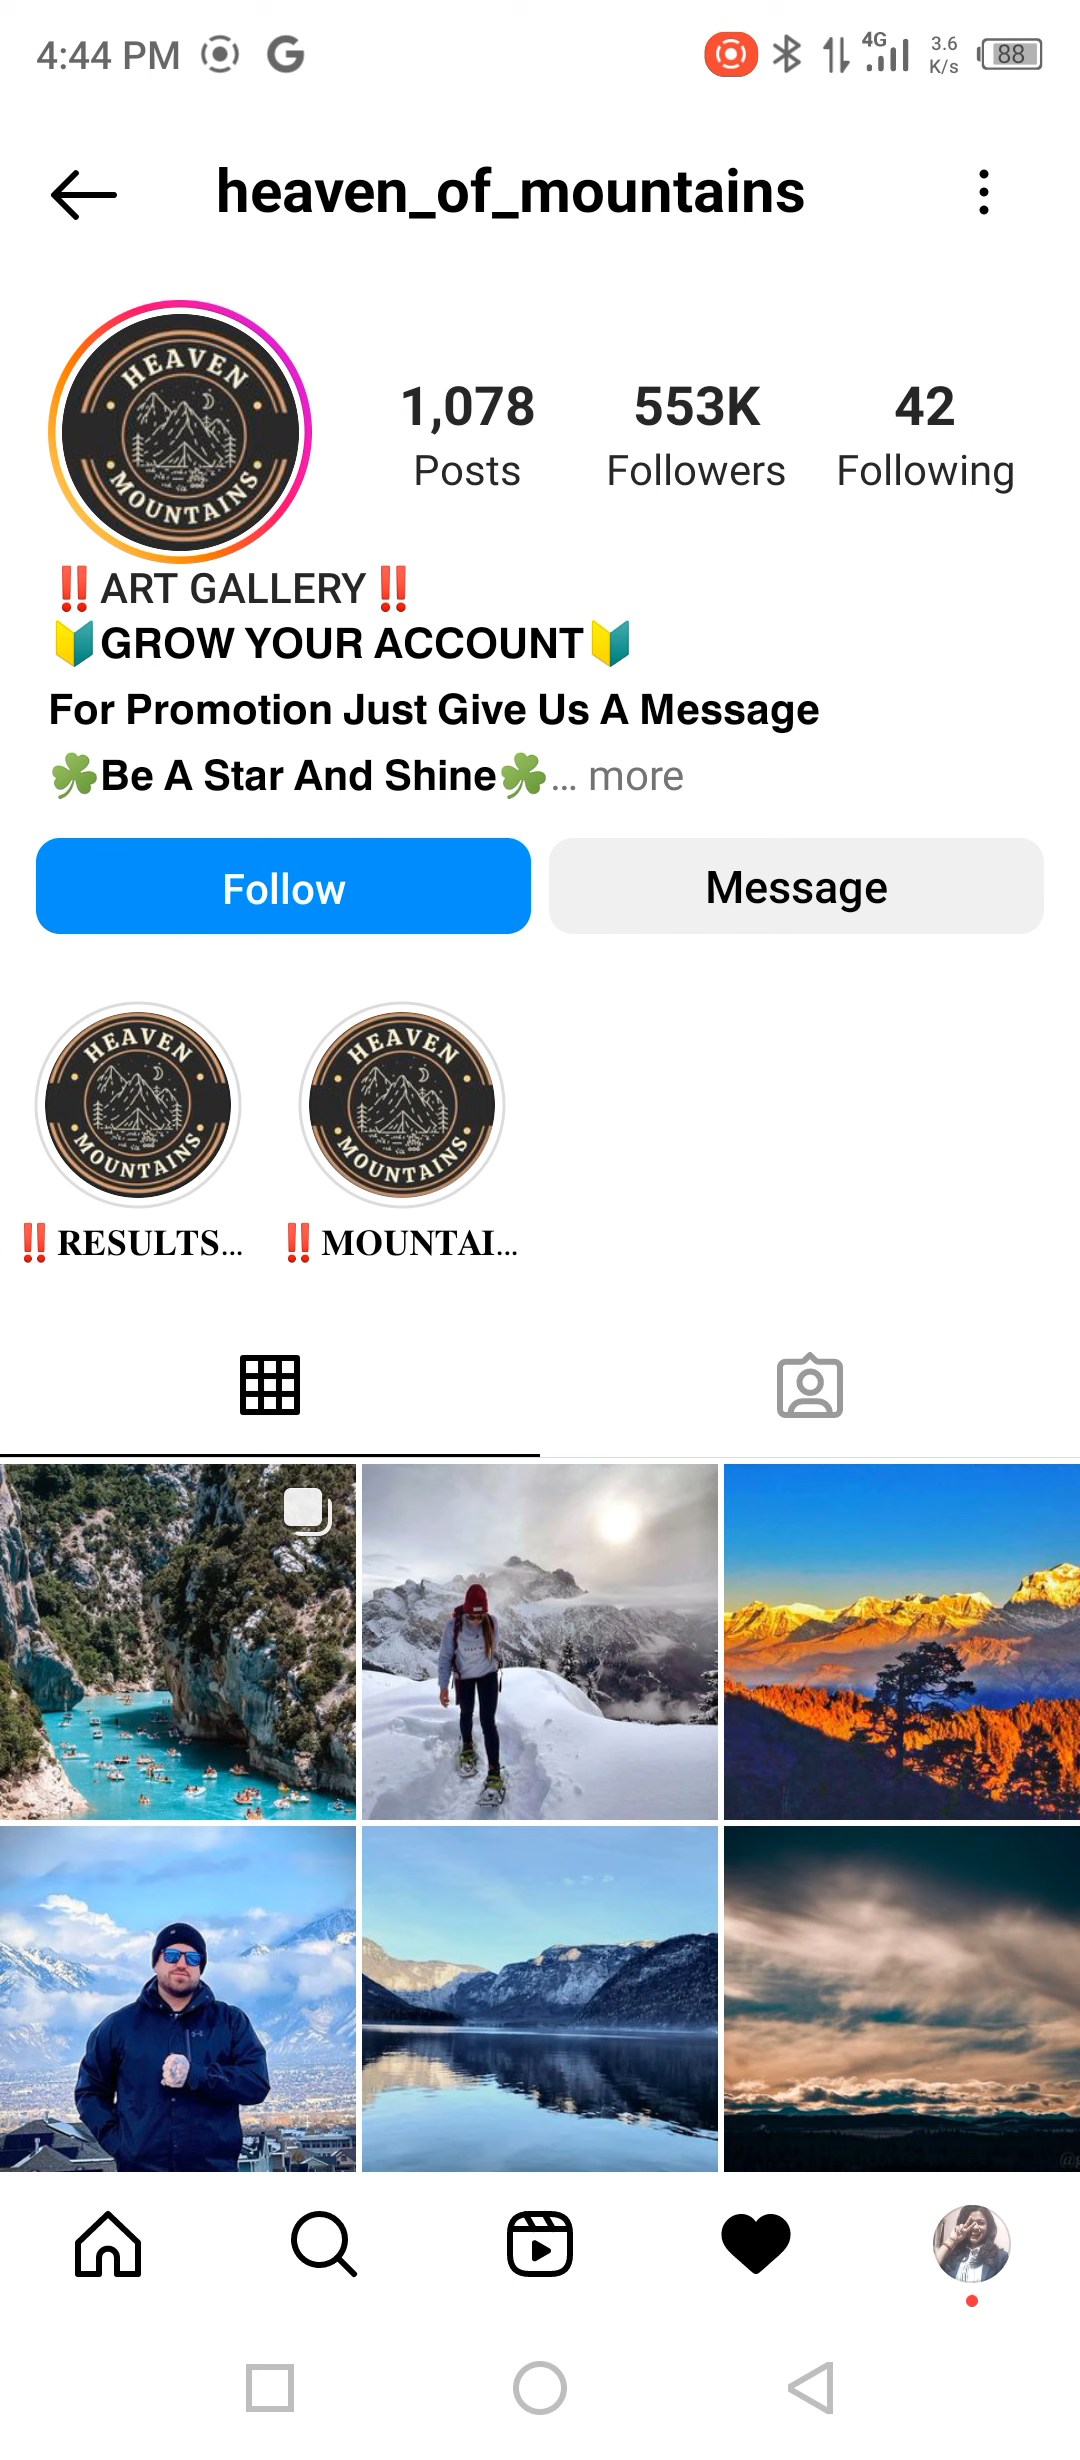 4:44 PM
4G
3.6
K/s
88
heaven_of_mountains
HEAVEN
MOUNTAINS
1,078
553K
42
Posts
Followers
Following
‼️ART GALLERY‼️
🔰GROW YOUR ACCOUNT🔰
For Promotion Just Give Us A Message
☘️Be A Star And Shine☘️... more
Follow
Message
HEAVEN
MOUNTAINS
HEAVEN
MOUNTAINS
‼️RESULTS...
‼️MOUNTAI...